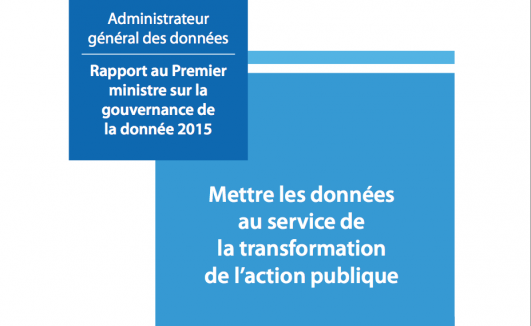 Administrateur
général des données
Rapport au Premier
ministre sur la
gouvernance de
la donnée 2015
Mettre les données
au service de
la transformation
de l’action publique